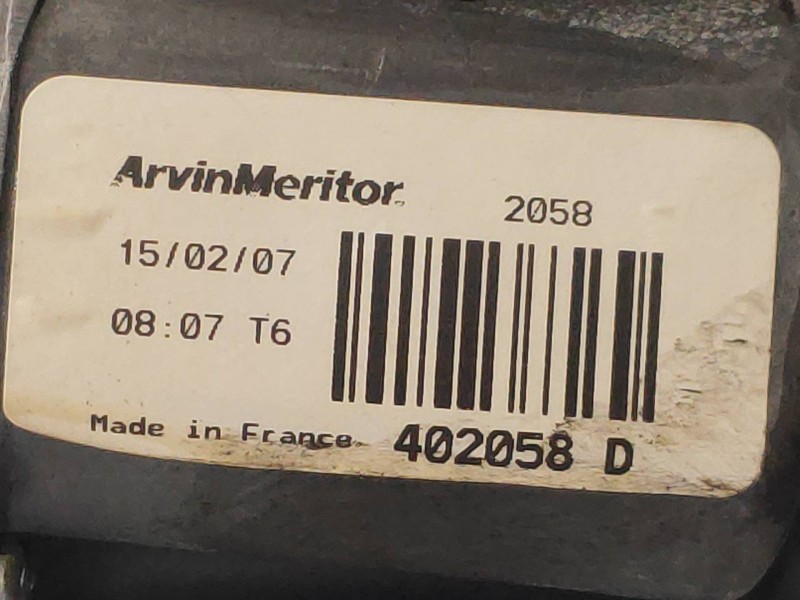 ArvinMeritor
2058
15/02/07
08:07 T6
Made in France
402058 D